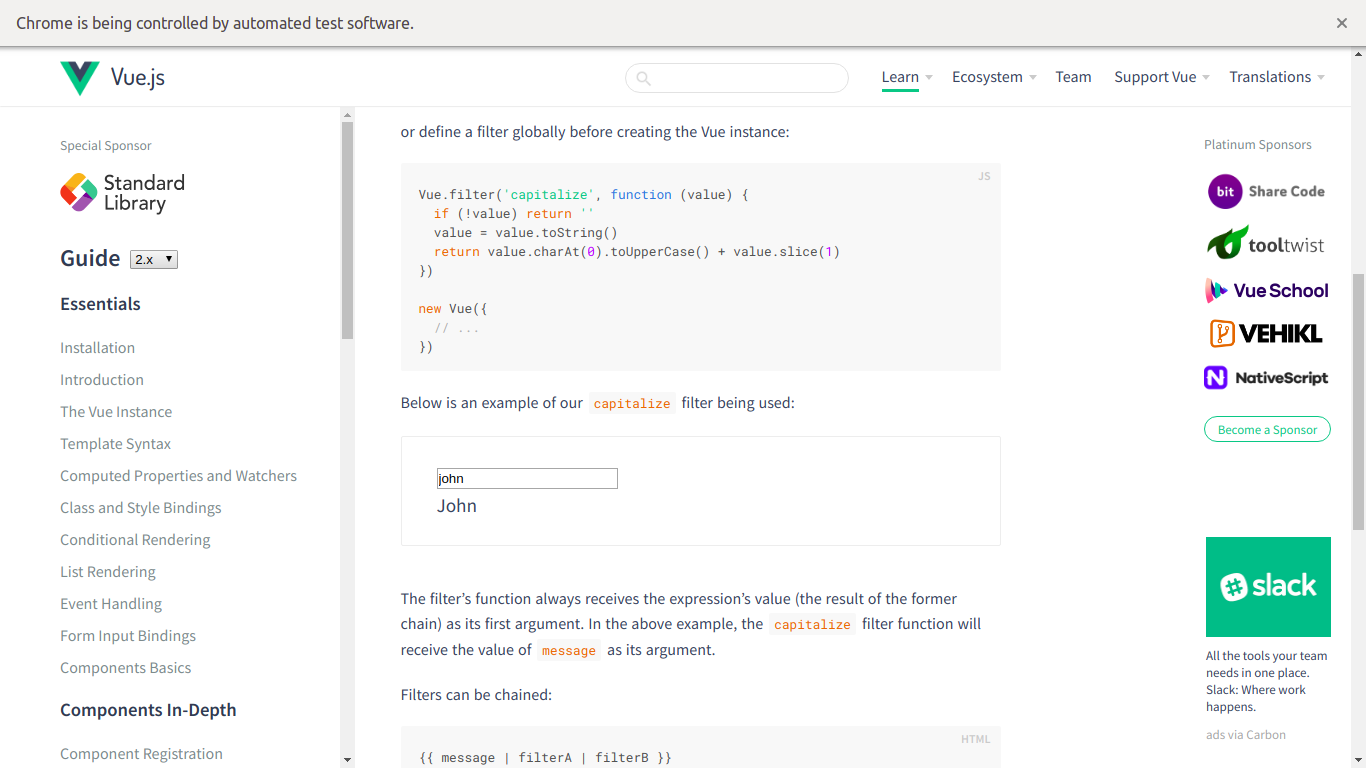 Chrome is being controlled by automated test software.
Vue.js
Learn
Ecosystem
Team
Support Vue
Translations
Special Sponsor
Standard
Library
Guide 2.x
Essentials
Installation
Introduction
The Vue Instance
Template Syntax
Computed Properties and Watchers
Class and Style Bindings
Conditional Rendering
List Rendering
Event Handling
Form Input Bindings
Components Basics
Components In-Depth
Component Registration
or define a filter globally before creating the Vue instance:
JS
Vue.filter('capitalize', function (value) {
  if (!value) return ''
  value = value.toString()
  return value.charAt(0).toUpperCase() + value.slice(1)
})
new Vue({
  // ...
})
Below is an example of our capitalize filter being used:
john
John
The filter’s function always receives the expression’s value (the result of the former
chain) as its first argument. In the above example, the capitalize filter function will
receive the value of message as its argument.
Filters can be chained:
HTML
{{ message | filterA | filterB }}
Platinum Sponsors
bit Share Code
tooltwist
Vue School
VEHIKL
N NativeScript
Become a Sponsor
slack
All the tools your team
needs in one place.
Slack: Where work
happens.
ads via Carbon